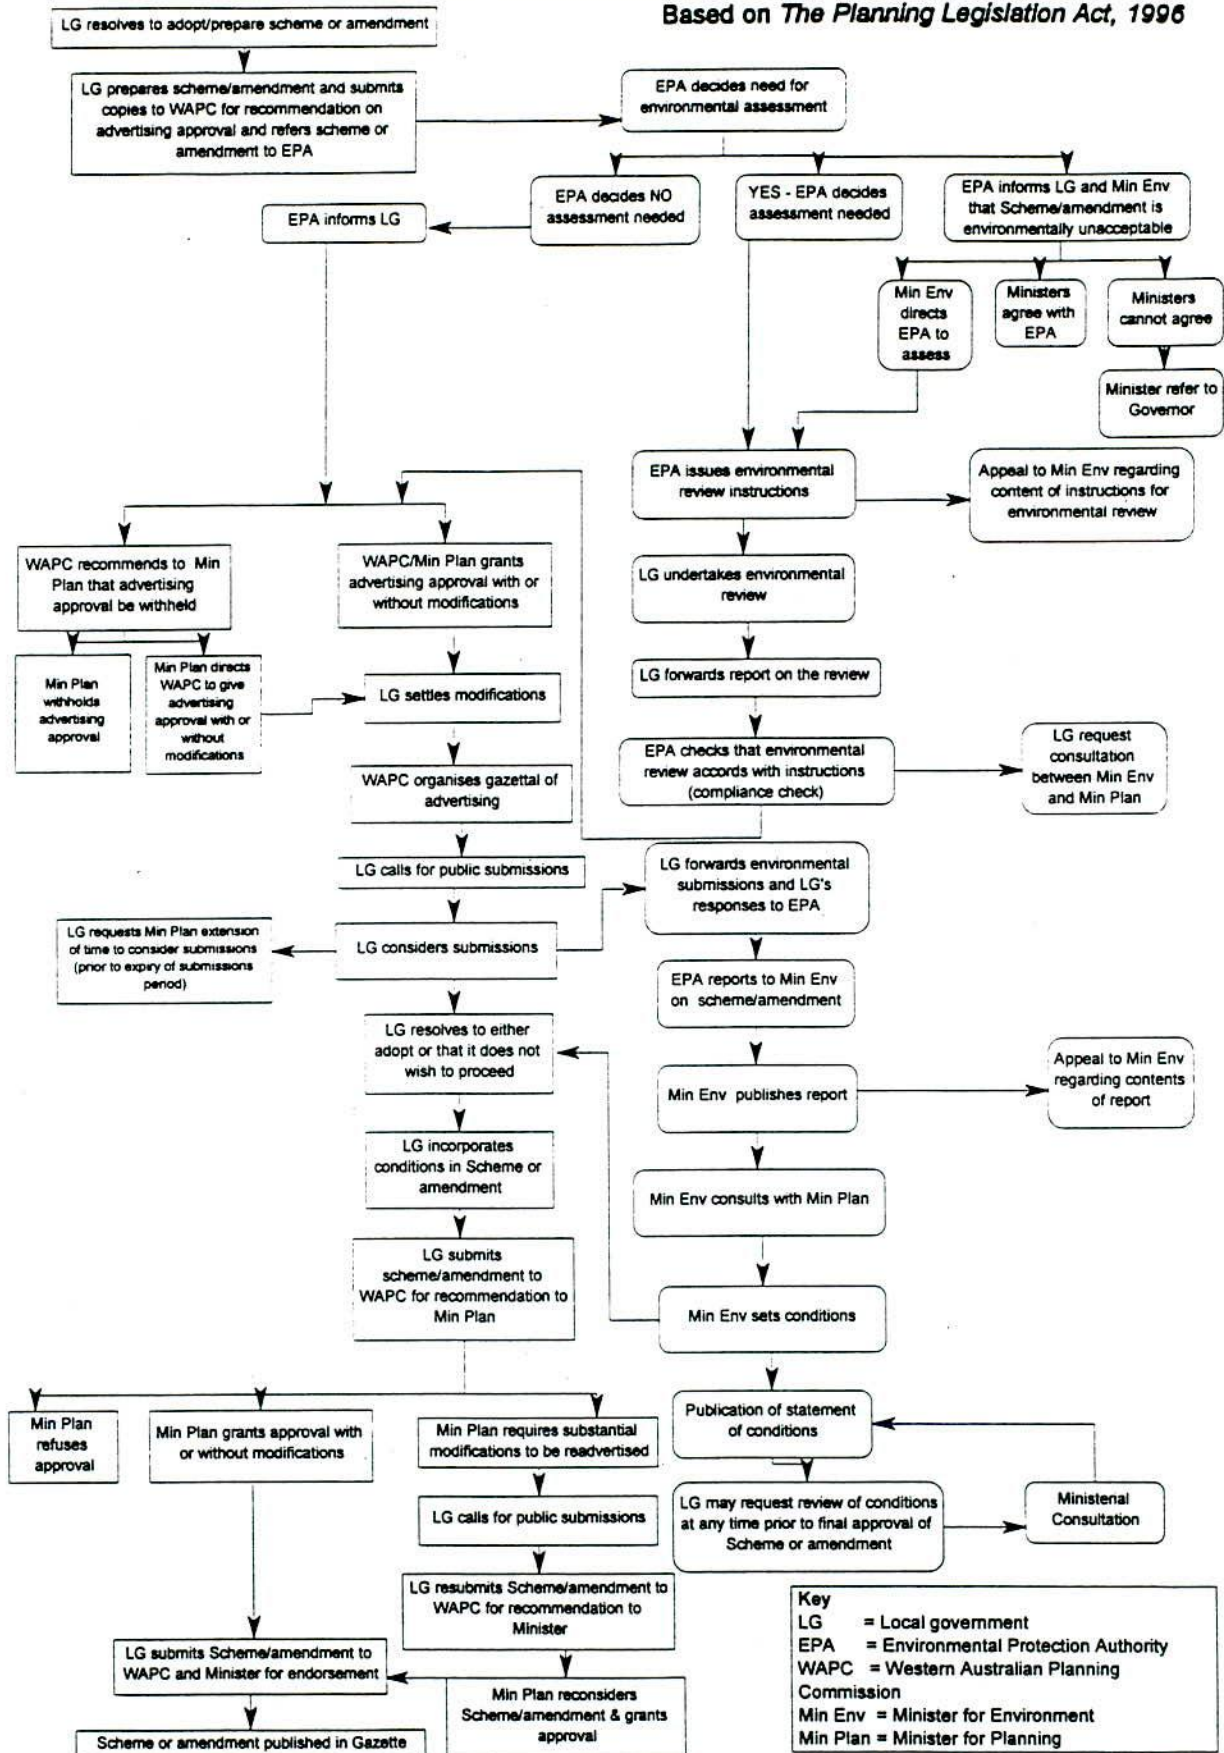 Based on The Planning Legislation Act, 1996
LG resolves to adopt/prepare scheme or amendment
LG prepares scheme/amendment and submits
copies to WAPC for recommendation on
advertising approval and refers scheme or
amendment to EPA
EPA decides need for
environmental assessment
EPA informs LG
EPA decides NO
assessment needed
YES - EPA decides
assessment needed
EPA informs LG and Min Env
that Scheme/amendment is
environmentally unacceptable
Min Env
directs
EPA to
assess
Ministers
agree with
EPA
Ministers
cannot agree
Minister refer to
Governor
EPA issues environmental
review instructions
Appeal to Min Env regarding
content of instructions for
environmental review
WAPC recommends to Min
Plan that advertising
approval be withheld
WAPC/Min Plan grants
advertising approval with or
without modifications
LG undertakes environmental
review
Min Plan
withholds
advertising
approval
Min Plan directs
WAPC to give
advertising
approval with or
without
modifications
LG settles modifications
LG forwards report on the review
WAPC organises gazettal of
advertising
EPA checks that environmental
review accords with instructions
(compliance check)
LG request
consultation
between Min Env
and Min Plan
LG calls for public submissions
LG forwards environmental
submissions and LG's
responses to EPA
LG requests Min Plan extension
of time to consider submissions
(prior to expiry of submissions
period)
LG considers submissions
EPA reports to Min Env
on scheme/amendment
LG resolves to either
adopt or that it does not
wish to proceed
Min Env publishes report
Appeal to Min Env
regarding contents
of report
LG incorporates
conditions in Scheme or
amendment
Min Env consults with Min Plan
LG submits
scheme/amendment to
WAPC for recommendation to
Min Plan
Min Env sets conditions
Min Plan
refuses
approval
Min Plan grants approval with
or without modifications
Min Plan requires substantial
modifications to be readvertised
Publication of statement
of conditions
LG calls for public submissions
LG may request review of conditions
at any time prior to final approval of
Scheme or amendment
Ministerial
Consultation
LG resubmits Scheme/amendment to
WAPC for recommendation to
Minister
LG submits Scheme/amendment to
WAPC and Minister for endorsement
Min Plan reconsiders
Scheme/amendment & grants
approval
Scheme or amendment published in Gazette
Key
LG = Local government
EPA = Environmental Protection Authority
WAPC = Western Australian Planning
Commission
Min Env = Minister for Environment
Min Plan = Minister for Planning